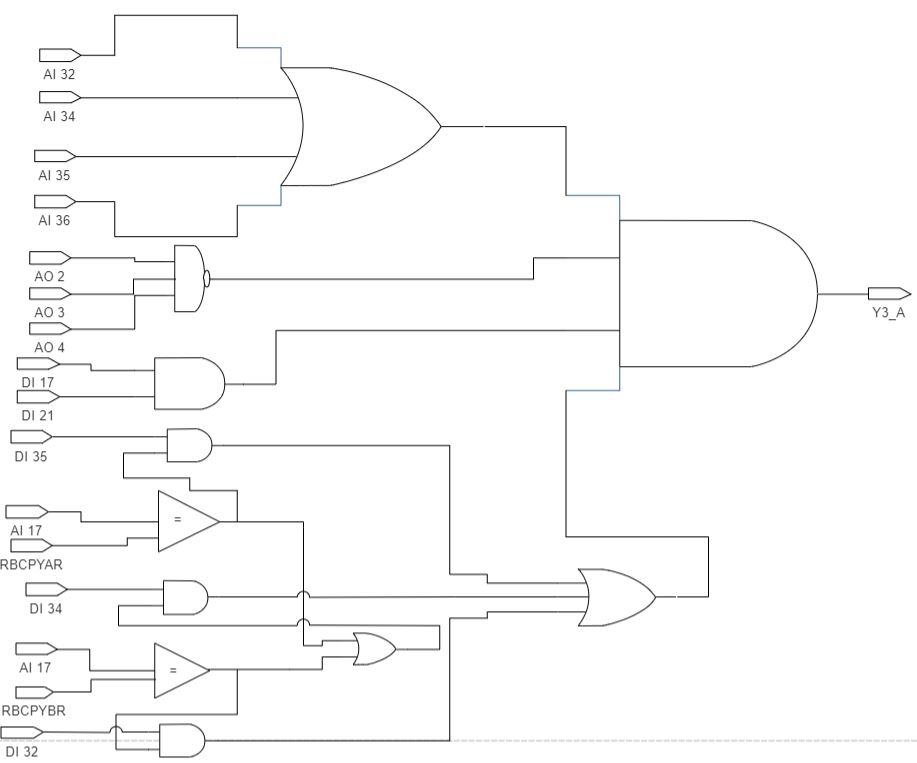 AI 32
AI 34
AI 35
AI 36
AO 2
AO 3
Y3_A
AO 4
DI 17
DI 21
DI 35
=
AI 17
RBCPYAR
DI 34
AI 17
=
RBCPYBR
DI 32